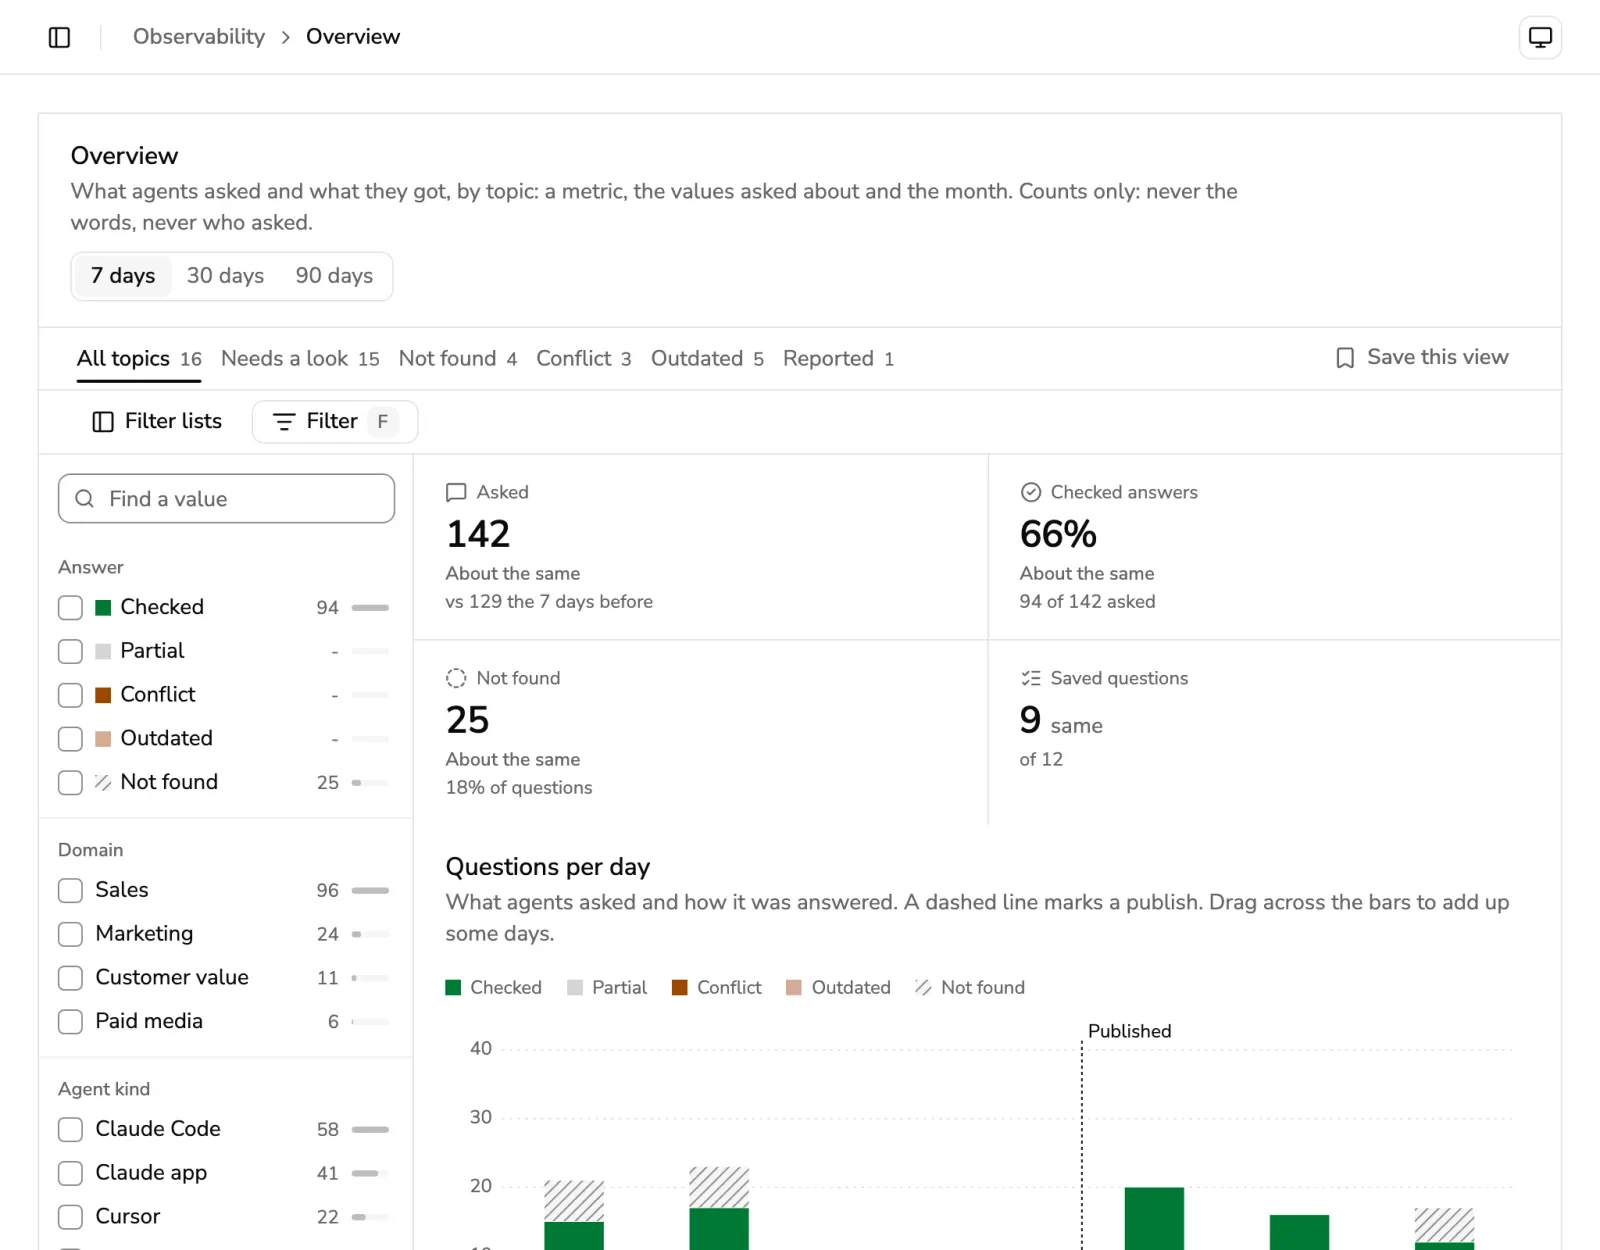 Observability > Overview
Overview
What agents asked and what they got, by topic: a metric, the values asked about and the month. Counts only: never the
words, never who asked.
7 days 30 days 90 days
All topics 16 Needs a look 15 Not found 4 Conflict 3 Outdated 5 Reported 1 Save this view
Filter lists Filter F
Find a value
Answer
Checked 94
Partial -
Conflict -
Outdated -
Not found 25
Domain
Sales 96
Marketing 24
Customer value 11
Paid media 6
Agent kind
Claude Code 58
Claude app 41
Cursor 22
Asked
142
About the same
vs 129 the 7 days before
Checked answers
66%
About the same
94 of 142 asked
Not found
25
About the same
18% of questions
Saved questions
9 same
of 12
Questions per day
What agents asked and how it was answered. A dashed line marks a publish. Drag across the bars to add up
some days.
Checked Partial Conflict Outdated Not found
Published
40
30
20